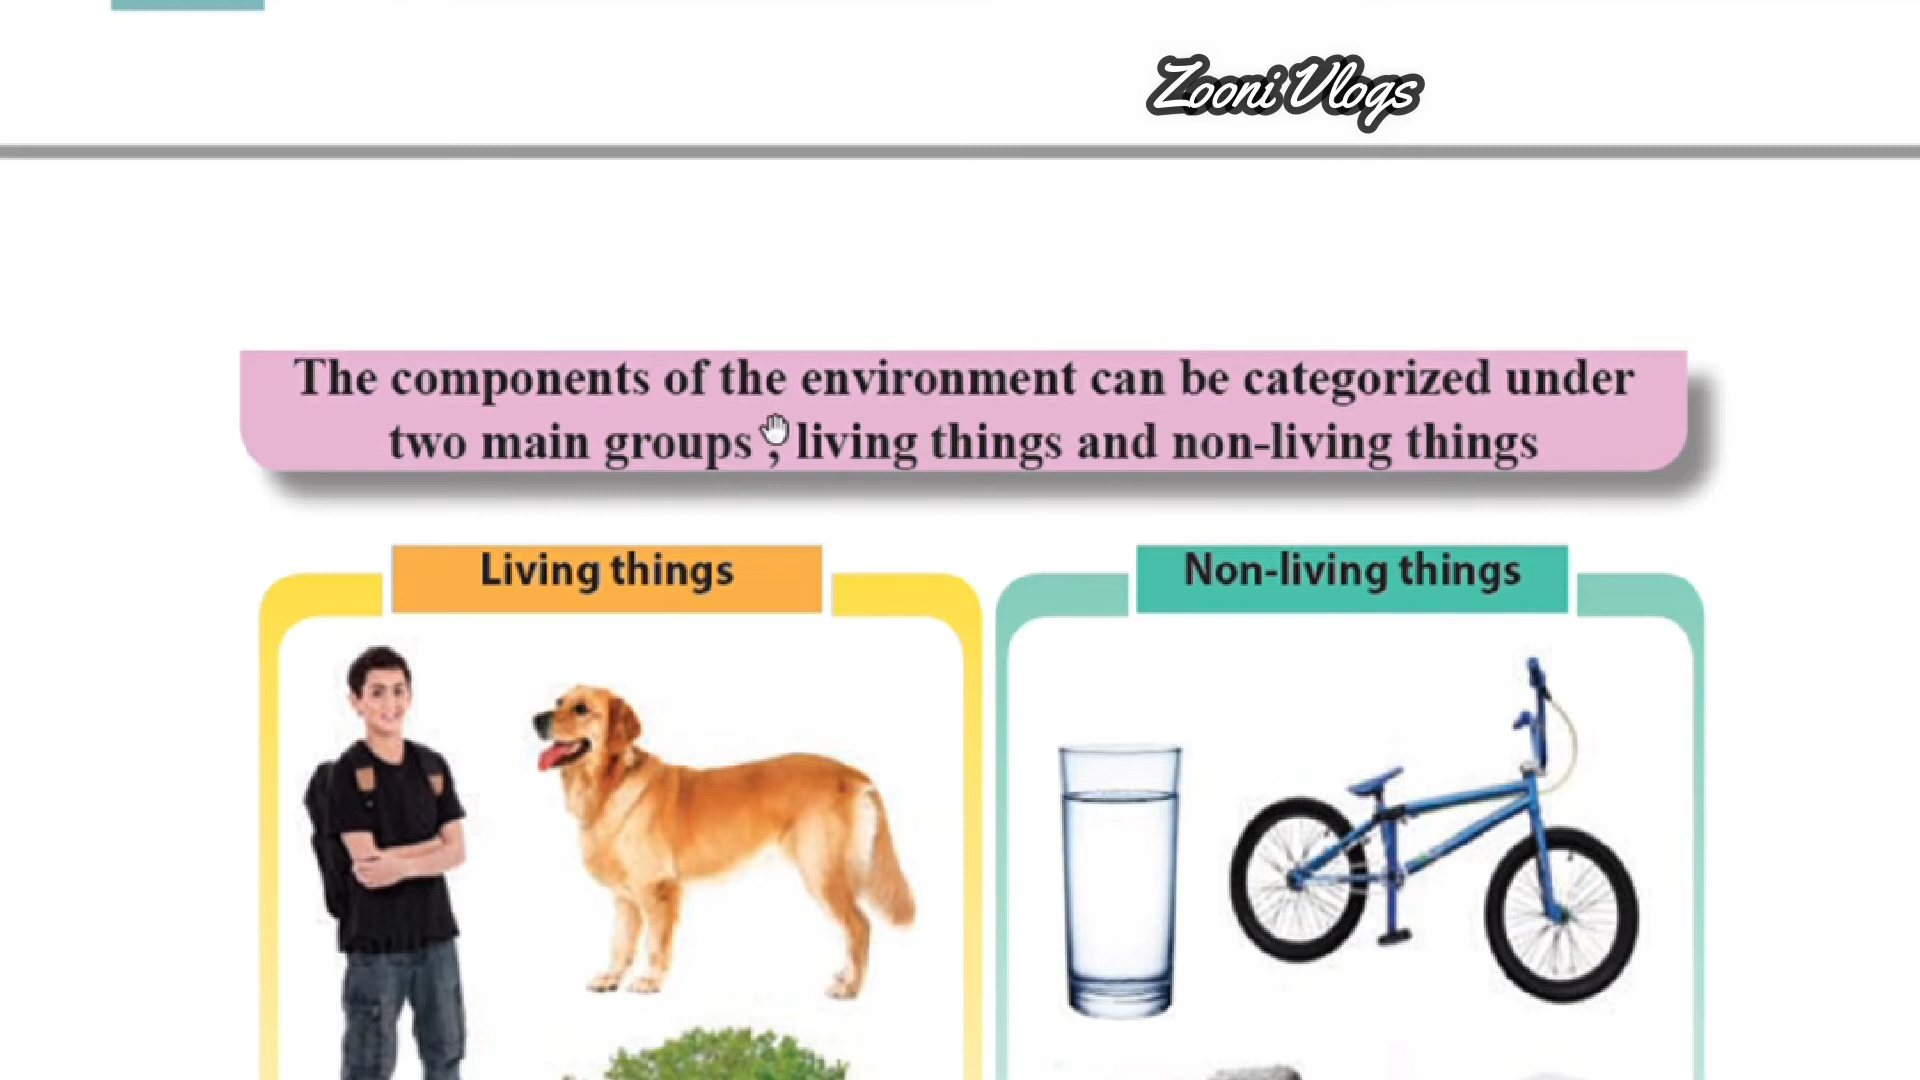 Zooni Vlogs
The components of the environment can be categorized under
two main groups , living things and non-living things
Living things
Non-living things